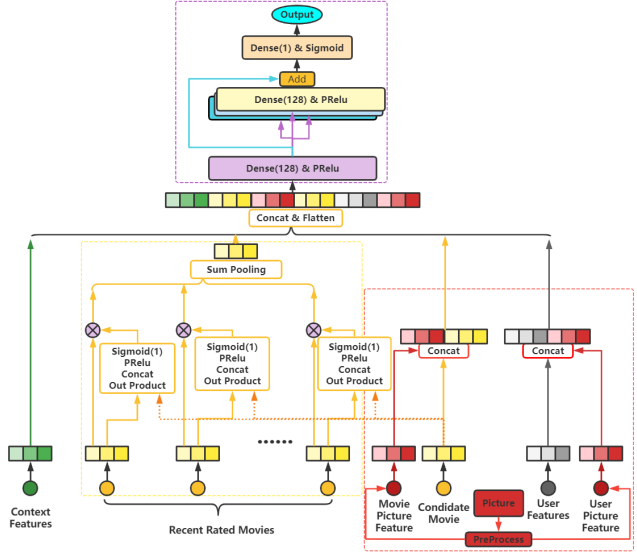 Output
Dense(1) & Sigmoid
Add
Dense(128) & PRelu
Dense(128) & PRelu
Concat & Flatten
Sum Pooling
Sigmoid(1)
PRelu
Concat
Out Product
Sigmoid(1)
PRelu
Concat
Out Product
Sigmoid(1)
PRelu
Concat
Out Product
Concat
Concat
Context
Features
Recent Rated Movies
Movie
Picture
Feature
Condidate
Movie
Picture
PreProcess
User
Features
User
Picture
Feature